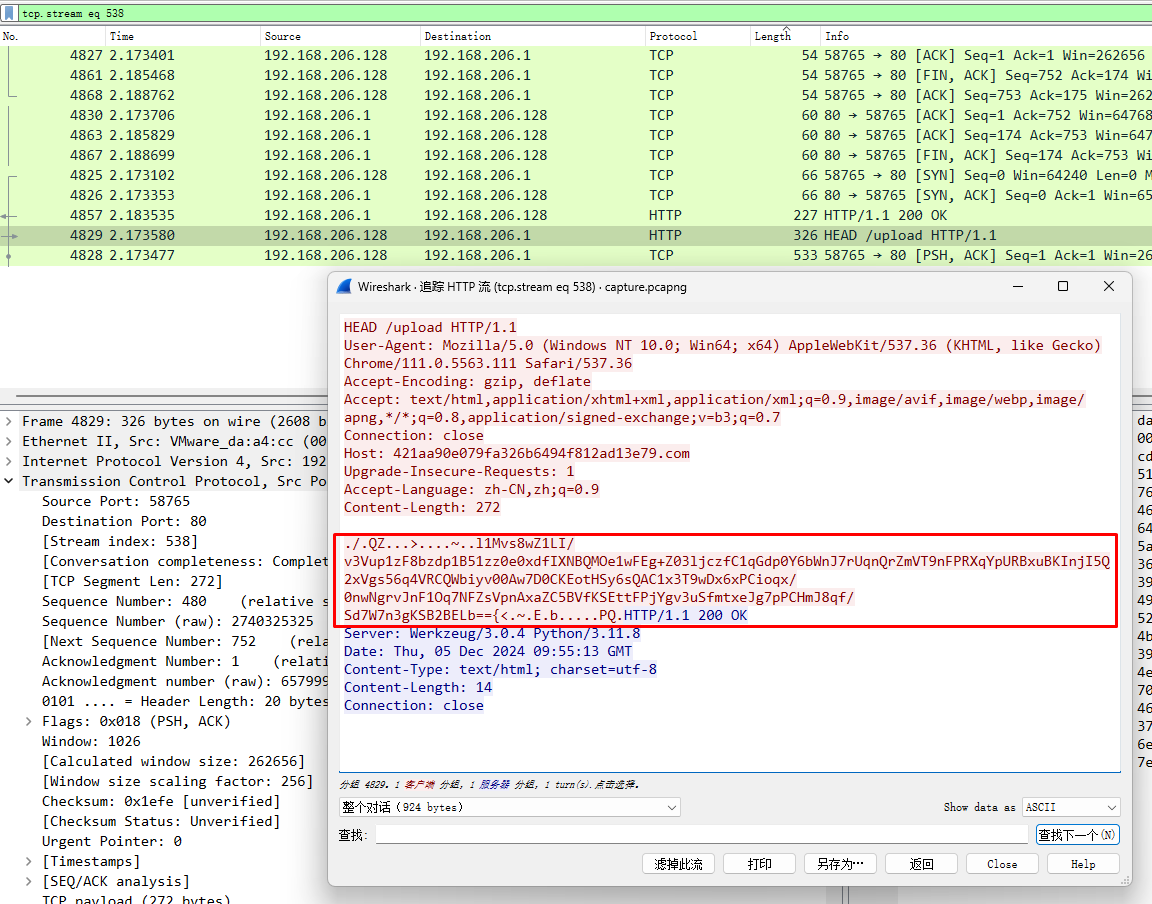 tcp.stream eq 538
No. Time Source Destination Protocol Length Info
4827 2.173401 192.168.206.128 192.168.206.1 TCP 54 58765 → 80 [ACK] Seq=1 Ack=1 Win=262656
4861 2.185468 192.168.206.128 192.168.206.1 TCP 54 58765 → 80 [FIN, ACK] Seq=752 Ack=174 Wi
4868 2.188762 192.168.206.128 192.168.206.1 TCP 54 58765 → 80 [ACK] Seq=753 Ack=175 Win=262
4830 2.173706 192.168.206.1 192.168.206.128 TCP 60 80 → 58765 [ACK] Seq=1 Ack=752 Win=64768
4863 2.185829 192.168.206.1 192.168.206.128 TCP 60 80 → 58765 [ACK] Seq=174 Ack=753 Win=647
4867 2.188699 192.168.206.1 192.168.206.128 TCP 60 80 → 58765 [FIN, ACK] Seq=174 Ack=753 Wi
4825 2.173102 192.168.206.128 192.168.206.1 TCP 66 58765 → 80 [SYN] Seq=0 Win=64240 Len=0 M
4826 2.173353 192.168.206.1 192.168.206.128 TCP 66 80 → 58765 [SYN, ACK] Seq=0 Ack=1 Win=65
4857 2.183535 192.168.206.1 192.168.206.128 HTTP 227 HTTP/1.1 200 OK
4829 2.173580 192.168.206.128 192.168.206.1 HTTP 326 HEAD /upload HTTP/1.1
4828 2.173477 192.168.206.128 192.168.206.1 TCP 533 58765 → 80 [PSH, ACK] Seq=1 Ack=1 Win=26
Wireshark · 追踪 HTTP 流 (tcp.stream eq 538) · capture.pcapng
HEAD /upload HTTP/1.1
User-Agent: Mozilla/5.0 (Windows NT 10.0; Win64; x64) AppleWebKit/537.36 (KHTML, like Gecko)
Chrome/111.0.5563.111 Safari/537.36
Accept-Encoding: gzip, deflate
Accept: text/html,application/xhtml+xml,application/xml;q=0.9,image/avif,image/webp,image/
apng,*/*;q=0.8,application/signed-exchange;v=b3;q=0.7
Connection: close
Host: 421aa90e079fa326b6494f812ad13e79.com
Upgrade-Insecure-Requests: 1
Accept-Language: zh-CN,zh;q=0.9
Content-Length: 272
./.QZ...>....~..l1Mvs8wZ1LI/
v3Vup1zF8bzdp1B51zz0e0xdfIXNBQMOe1wFEg+Z03ljczfC1qGdp0Y6bWnJ7rUqnQrZmVT9nFPRXqYpURBxuBKInjI5Q
2xVgs56q4VRCQWbiyv00Aw7D0CKEotHSy6sQAC1x3T9wDx6xPCioqx/
0nwNgrvJnF1Oq7NFZsVpnAxaZC5BVfKSEttFPjYgv3uSfmtxeJg7pPCHmJ8qf/
Sd7W7n3gKSB2BELb=={<.~.E.b.....PQ.HTTP/1.1 200 OK
Server: Werkzeug/3.0.4 Python/3.11.8
Date: Thu, 05 Dec 2024 09:55:13 GMT
Content-Type: text/html; charset=utf-8
Content-Length: 14
Connection: close
分组 4829. 1 客户端 分组, 1 服务器 分组, 1 turn(s).点击选择.
整个对话 (924 bytes)
Show data as ASCII
查找:
查找下一个(N)
滤掉此流 打印 另存为… 返回 Close Help
Frame 4829: 326 bytes on wire (2608 b
Ethernet II, Src: VMware_da:a4:cc (00
Internet Protocol Version 4, Src: 192
Transmission Control Protocol, Src Po
Source Port: 58765
Destination Port: 80
[Stream index: 538]
[Conversation completeness: Complet
[TCP Segment Len: 272]
Sequence Number: 480 (relative s
Sequence Number (raw): 2740325325
[Next Sequence Number: 752 (rela
Acknowledgment Number: 1 (relati
Acknowledgment number (raw): 657999
0101 .... = Header Length: 20 bytes
Flags: 0x018 (PSH, ACK)
Window: 1026
[Calculated window size: 262656]
[Window size scaling factor: 256]
Checksum: 0x1efe [unverified]
[Checksum Status: Unverified]
Urgent Pointer: 0
[Timestamps]
[SEQ/ACK analysis]
TCP payload (272 bytes)
da
00
cd
51
76
46
64
5a
36
39
49
52
4b
39
4e
70
46
37
6e
7e